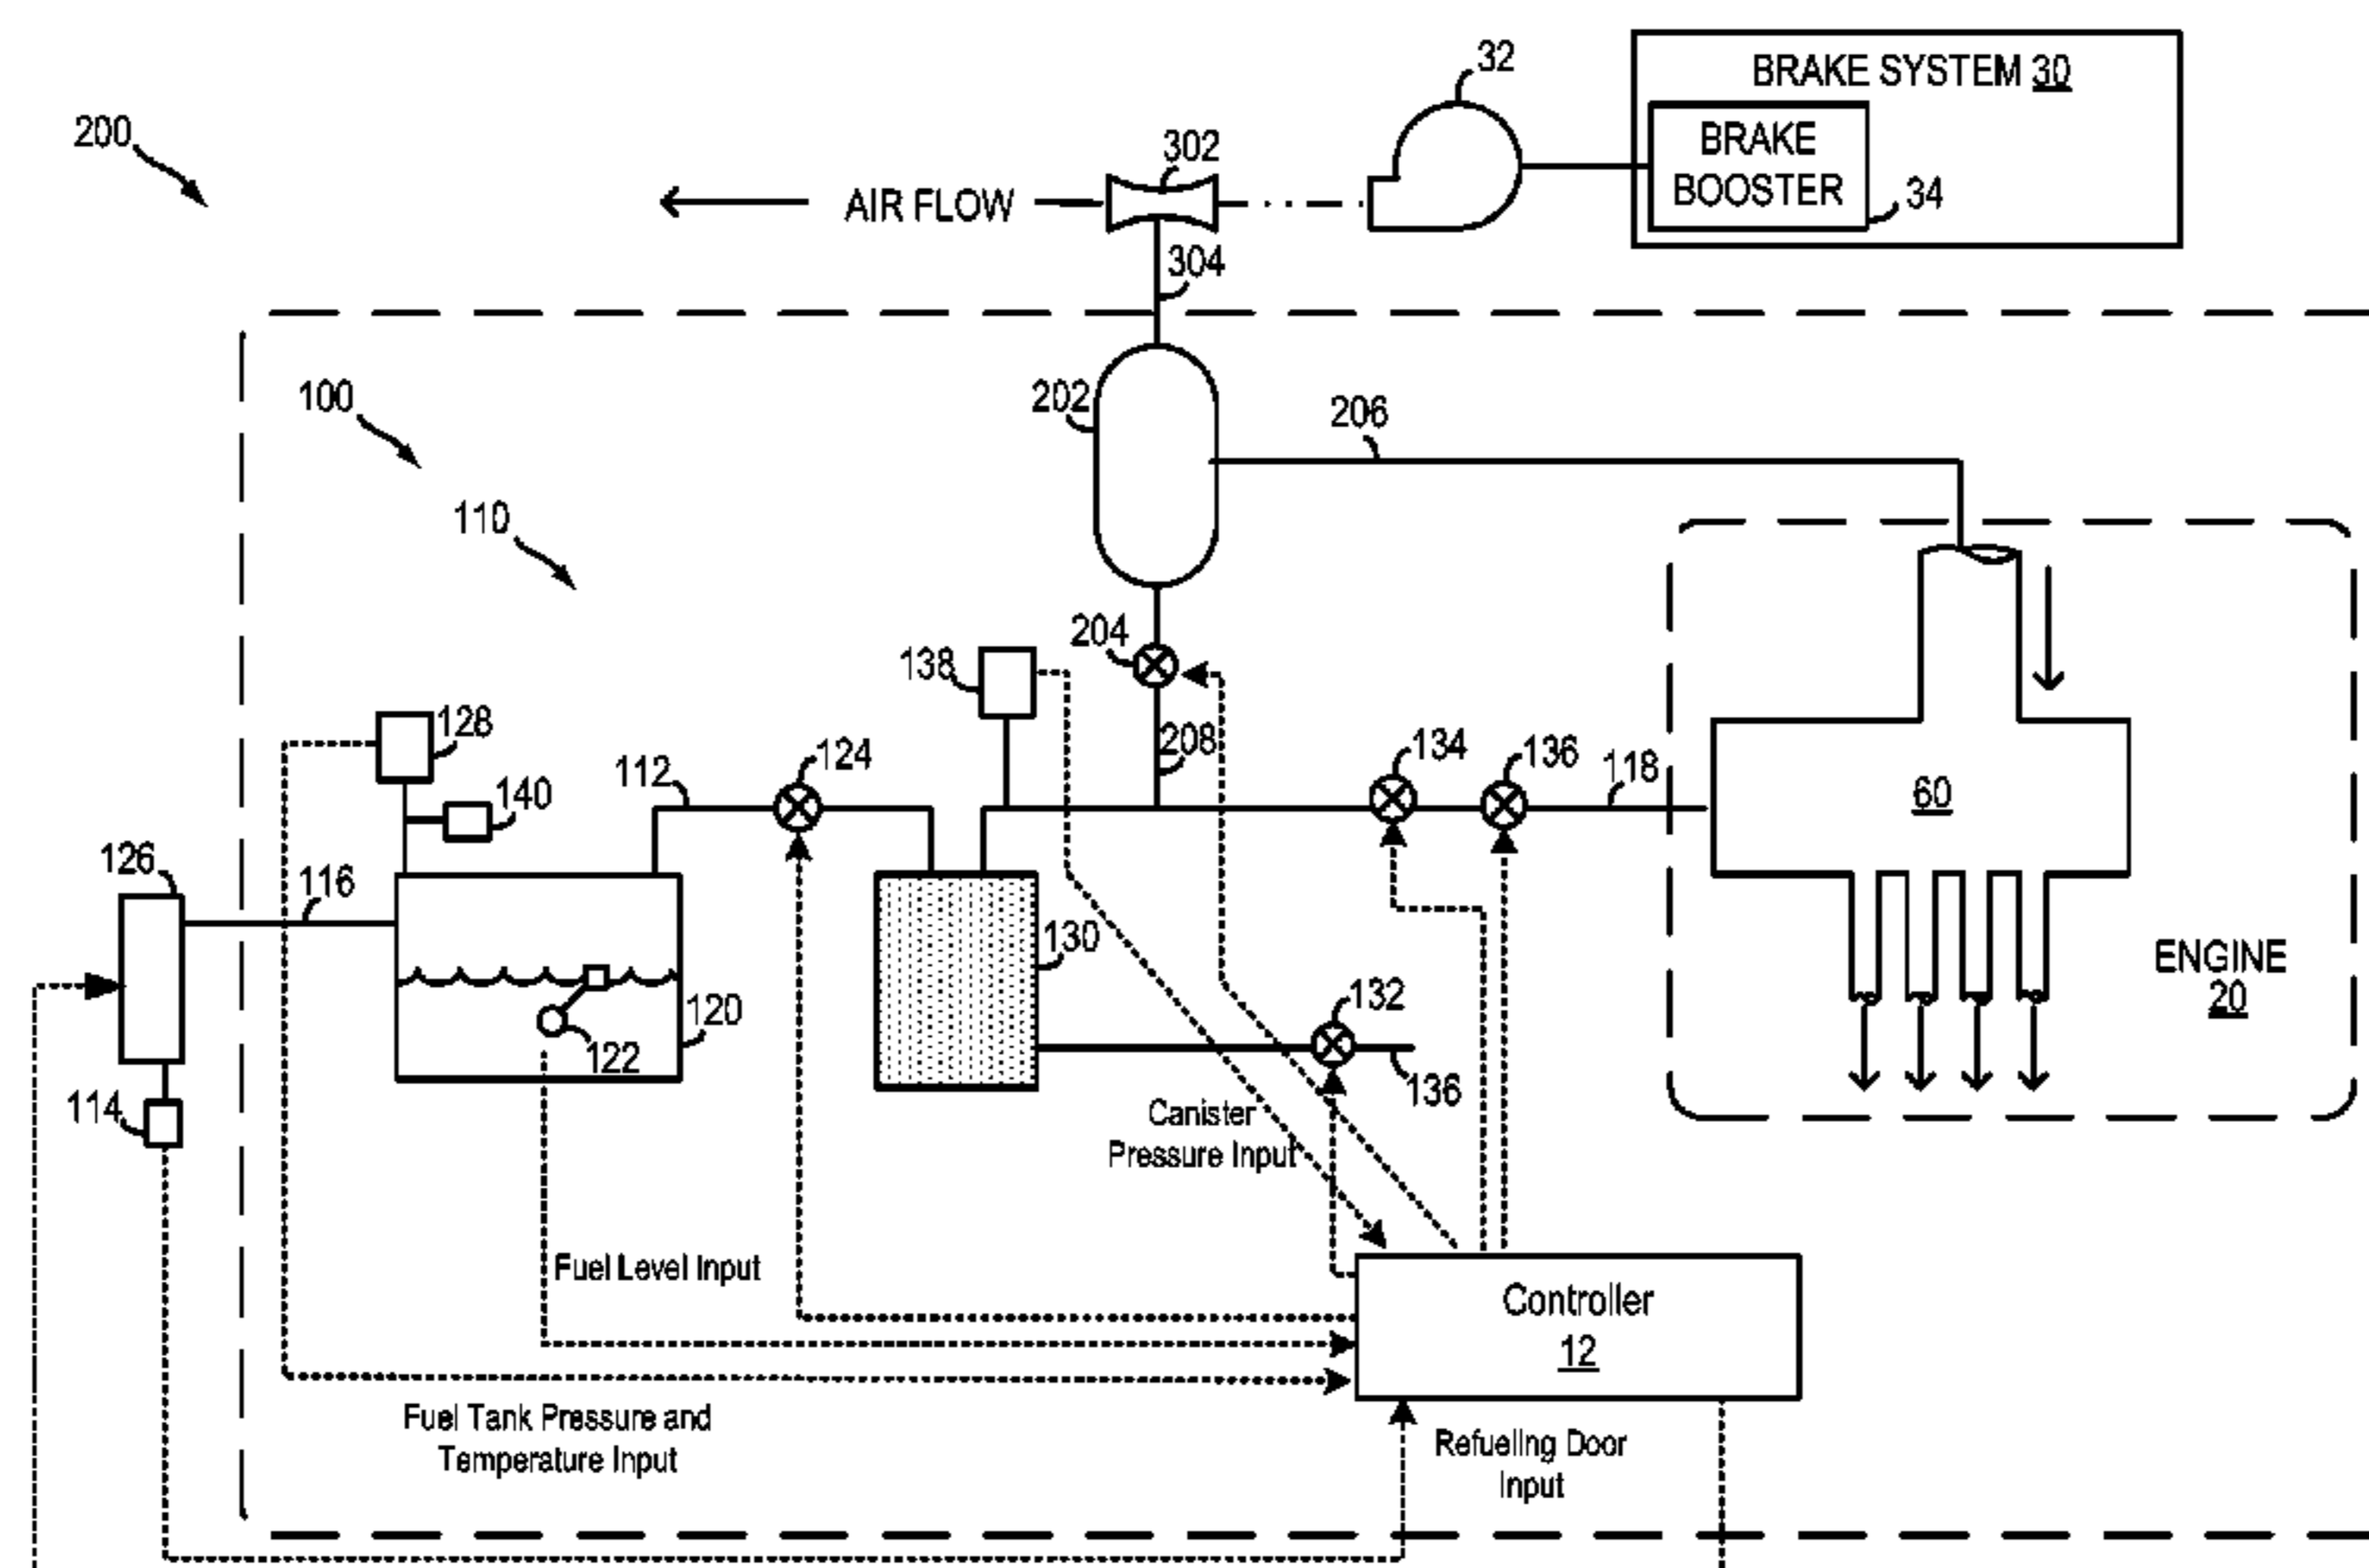 32
BRAKE SYSTEM 30
200
302
BRAKE
BOOSTER
34
AIR FLOW
304
100
202
206
110
204
138
128
124
208
134
136
112
118
140
60
126
116
130
ENGINE
20
120
132
122
136
114
Canister
Pressure Input
Fuel Level Input
Controller
12
Fuel Tank Pressure and
Temperature Input
Refueling Door
Input